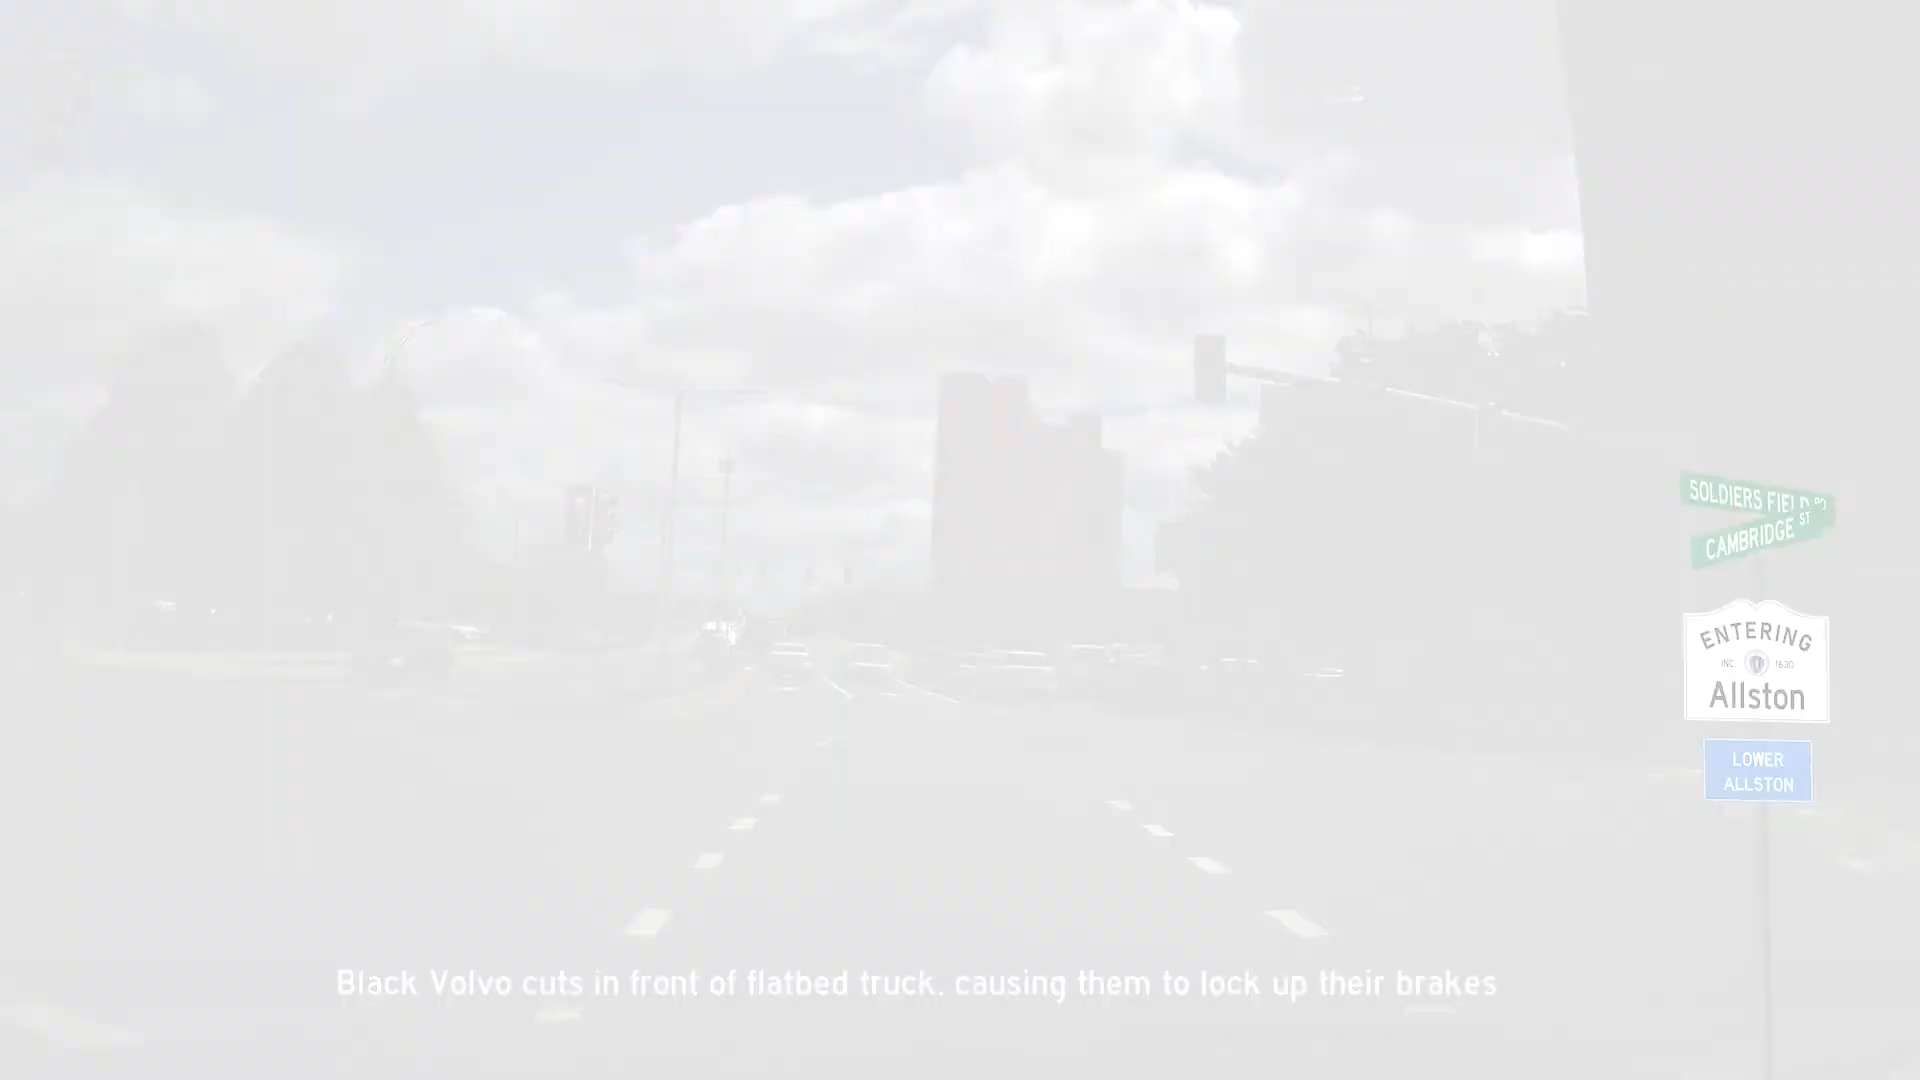 SOLDIERS FIELD RD
CAMBRIDGE ST
ENTERING
INC. 1630
Allston
LOWER
ALLSTON
Black Volvo cuts in front of flatbed truck, causing them to lock up their brakes